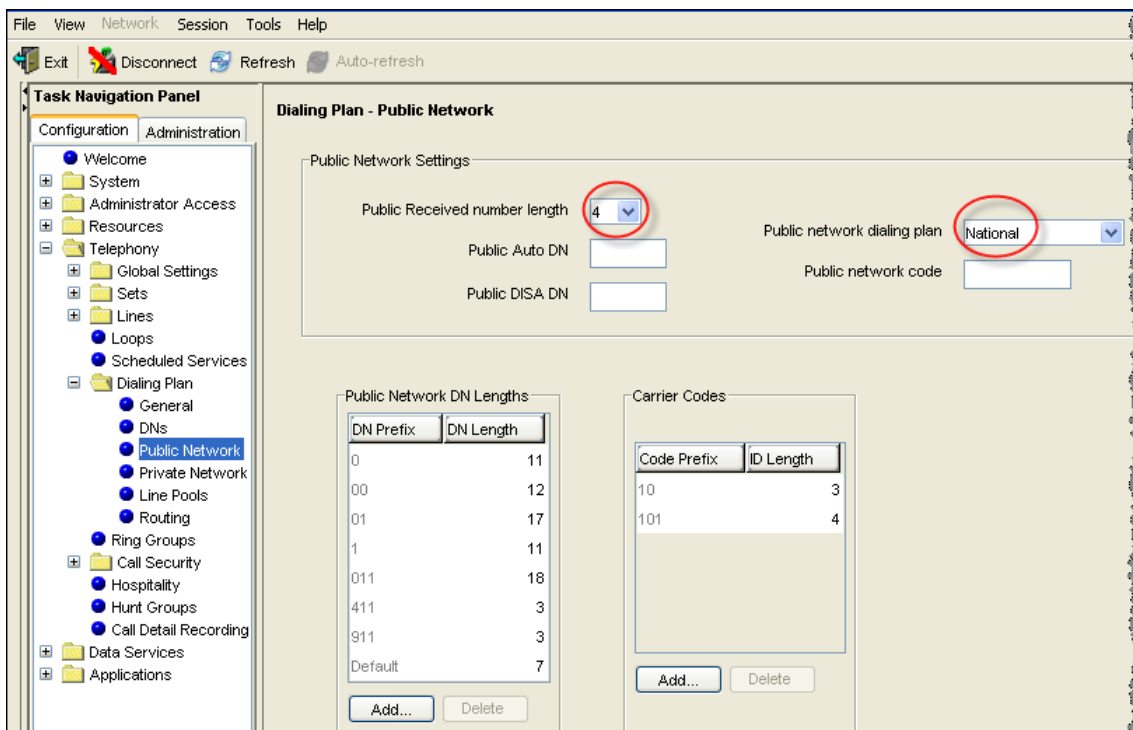 File View Network Session Tools Help
Exit Disconnect Refresh Auto-refresh
Task Navigation Panel
Configuration Administration
Welcome
System
Administrator Access
Resources
Telephony
Global Settings
Sets
Lines
Loops
Scheduled Services
Dialing Plan
General
DNs
Public Network
Private Network
Line Pools
Routing
Ring Groups
Call Security
Hospitality
Hunt Groups
Call Detail Recording
Data Services
Applications
Dialing Plan - Public Network
Public Network Settings
Public Received number length 4
Public Auto DN
Public DISA DN
Public network dialing plan National
Public network code
Public Network DN Lengths
DN Prefix DN Length
0 11
00 12
01 17
1 11
011 18
411 3
911 3
Default 7
Add... Delete
Carrier Codes
Code Prefix ID Length
10 3
101 4
Add... Delete